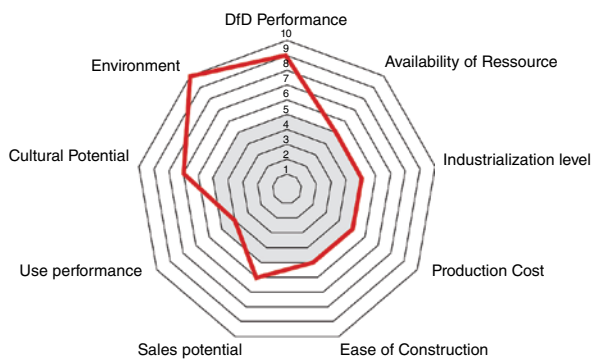 DfD Performance
10
9
8
7
6
5
4
3
2
1
Environment
Availability of Ressource
Cultural Potential
Industrialization level
Use performance
Production Cost
Sales potential
Ease of Construction